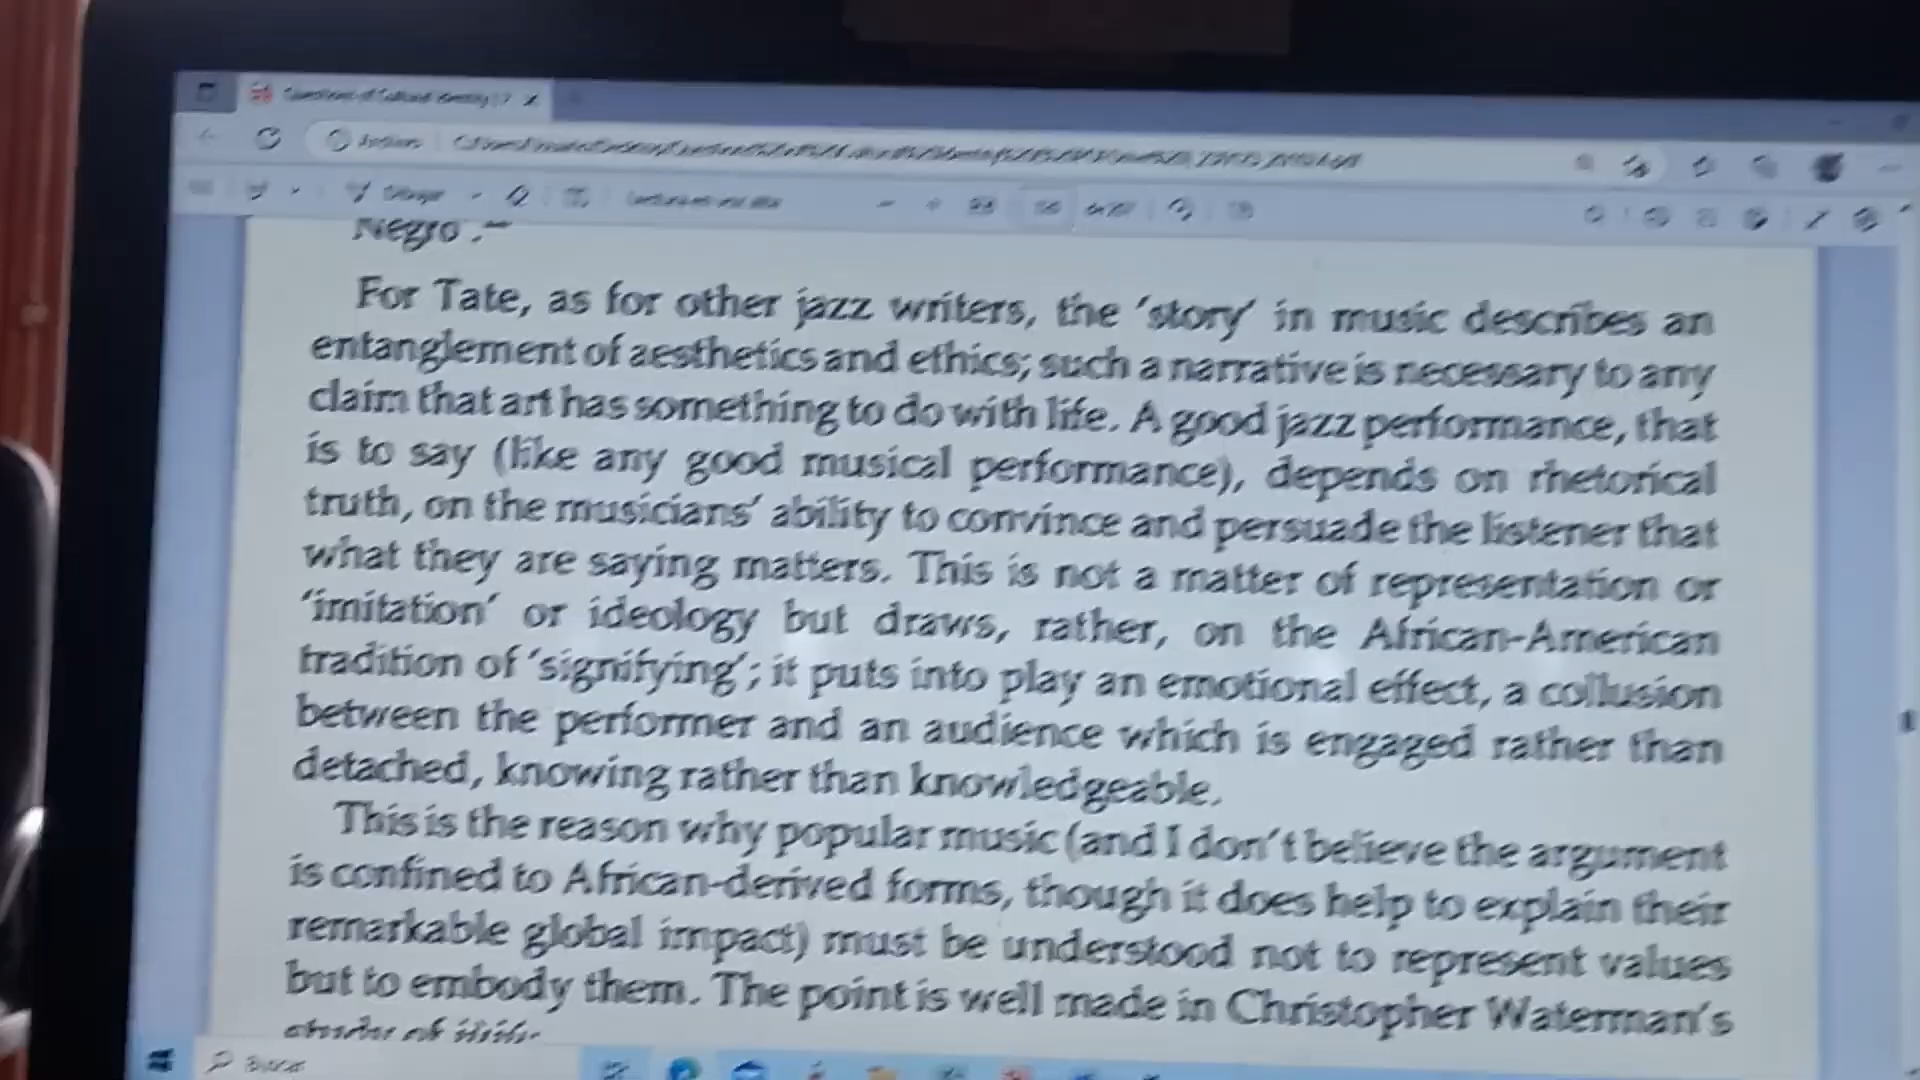 Questions of Cultural Identity
Negro'.
For Tate, as for other jazz writers, the 'story' in music describes an
entanglement of aesthetics and ethics; such a narrative is necessary to any
claim that art has something to do with life. A good jazz performance, that
is to say (like any good musical performance), depends on rhetorical
truth, on the musicians' ability to convince and persuade the listener that
what they are saying matters. This is not a matter of representation or
'imitation' or ideology but draws, rather, on the African-American
tradition of 'signifying'; it puts into play an emotional effect, a collusion
between the performer and an audience which is engaged rather than
detached, knowing rather than knowledgeable.
This is the reason why popular music (and I don't believe the argument
is confined to African-derived forms, though it does help to explain their
remarkable global impact) must be understood not to represent values
but to embody them. The point is well made in Christopher Waterman's
study of jùjú:
Buscar